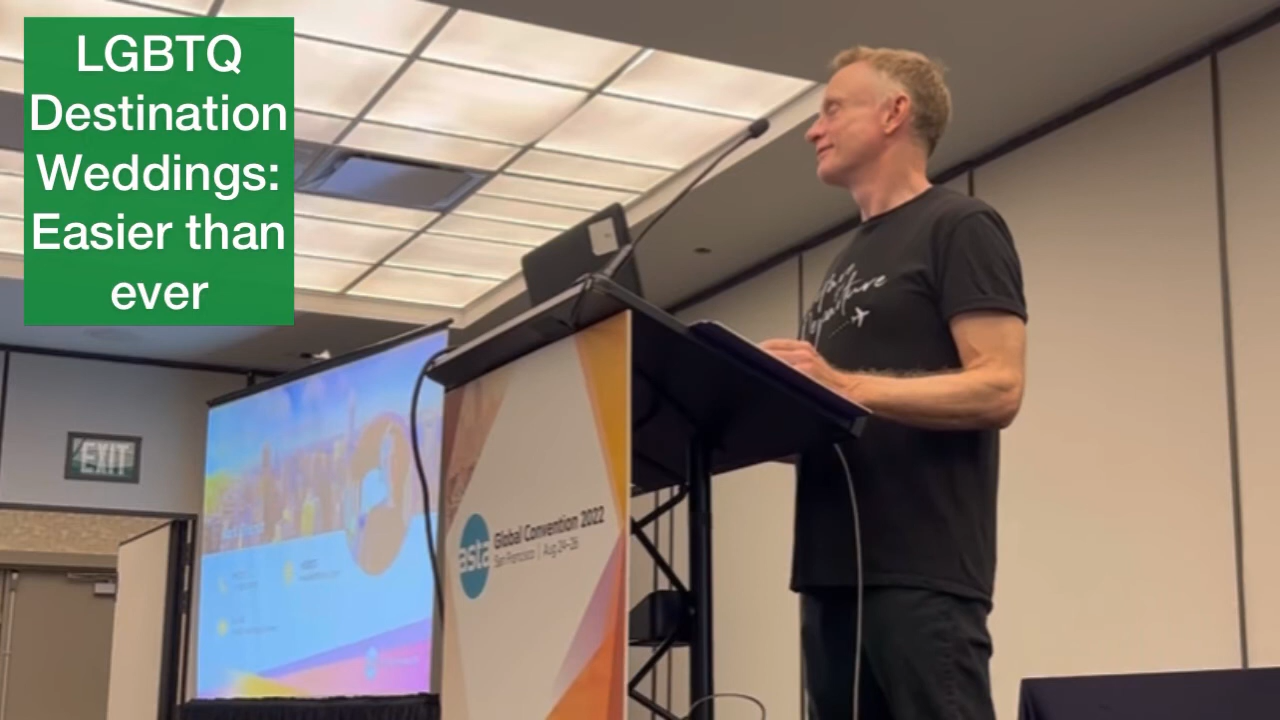 LGBTQ
Destination
Weddings:
Easier than
ever
EXIT
asta
Global Convention 2022
San Francisco | Aug 24-26